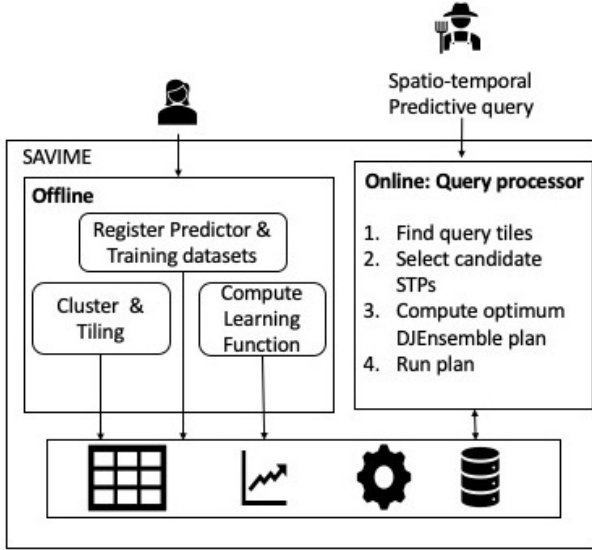 Spatio-temporal
Predictive query
SAVIME
Offline
Register Predictor &
Training datasets
Cluster &
Tiling
Compute
Learning
Function
Online: Query processor
1. Find query tiles
2. Select candidate
STPs
3. Compute optimum
DJEnsemble plan
4. Run plan